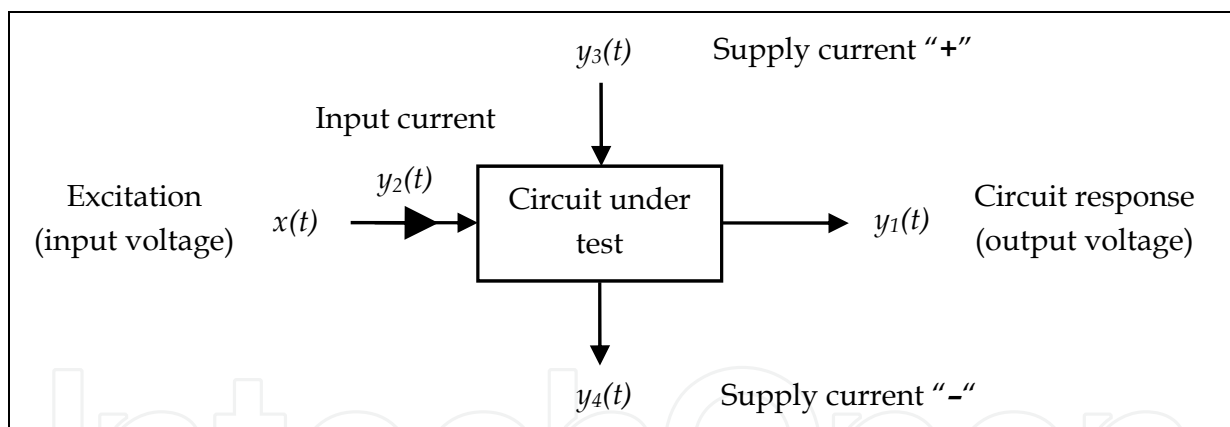 y3(t) Supply current “+”
Input current
y2(t)
Excitation
(input voltage)
x(t)
Circuit under
test
y1(t)
Circuit response
(output voltage)
y4(t) Supply current “–“